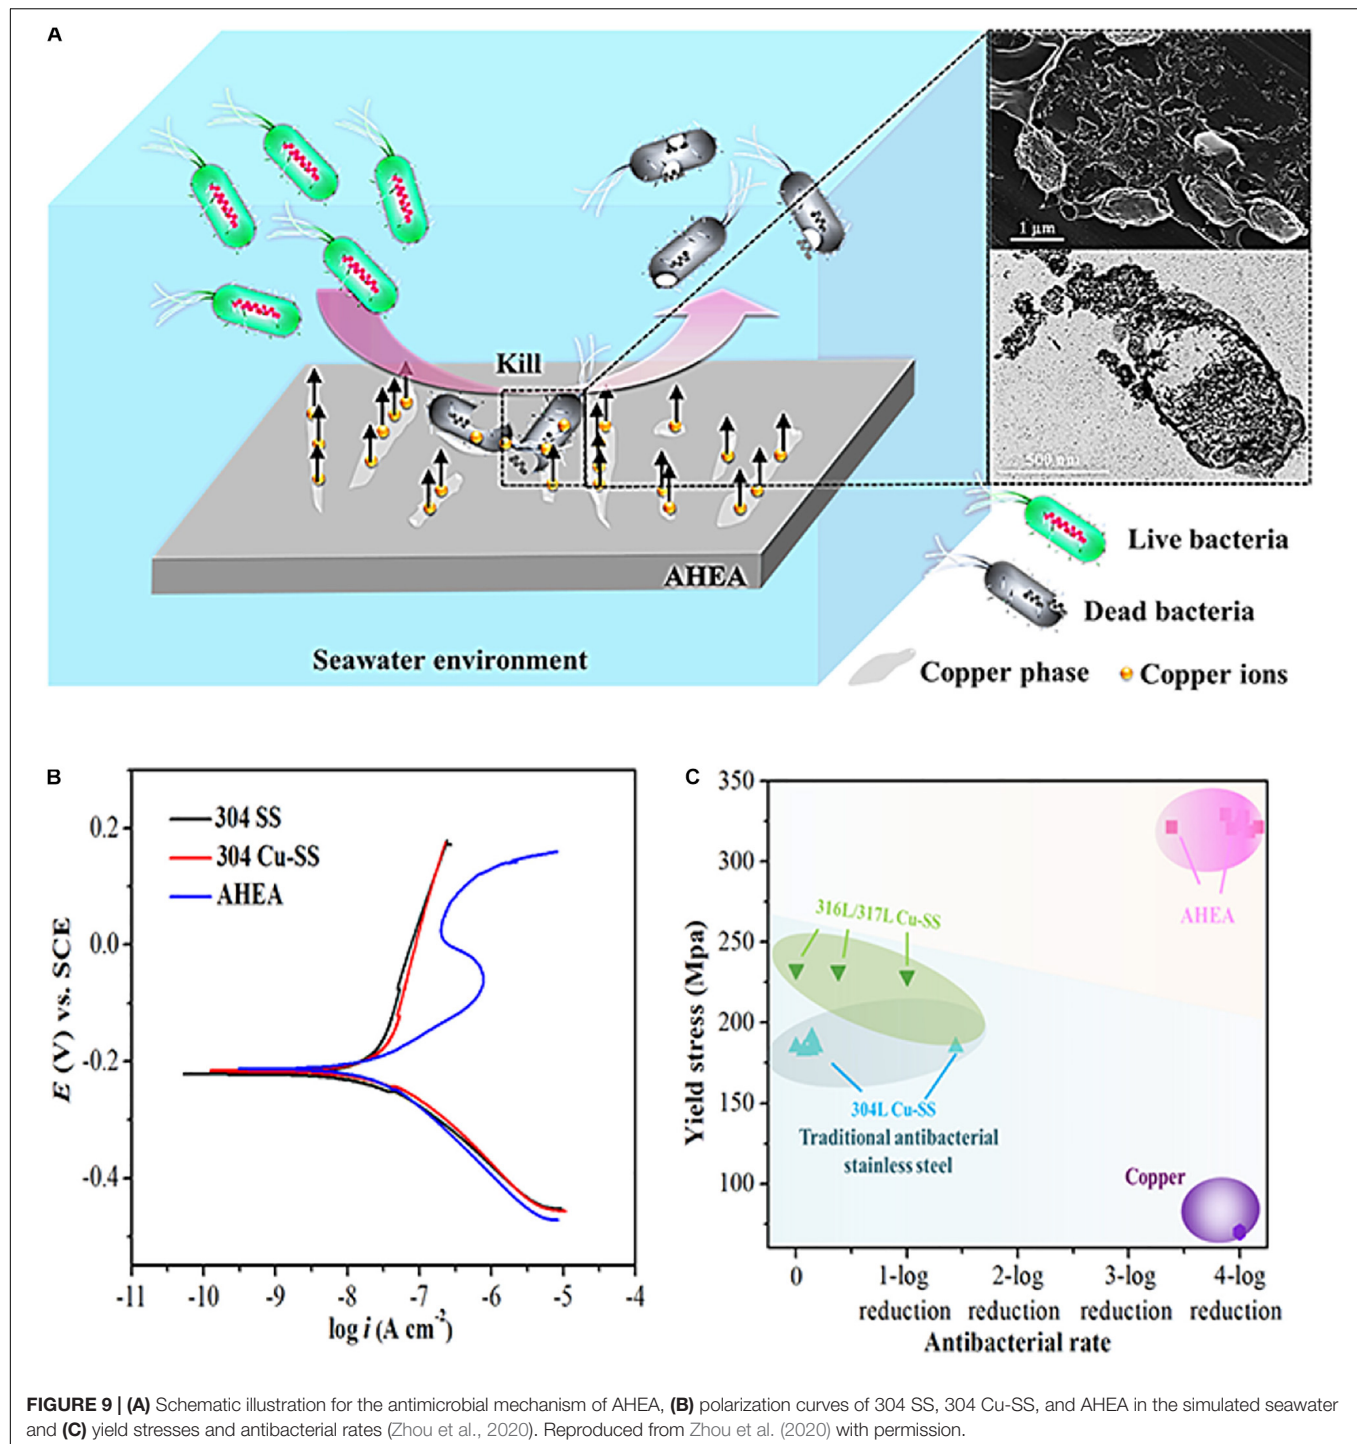 A
Kill
1 μm
500 nm
AHEA
Live bacteria
Dead bacteria
Copper phase
Copper ions
Seawater environment
B
304 SS
304 Cu-SS
AHEA
E (V) vs. SCE
0.2
0.0
-0.2
-0.4
-11 -10 -9 -8 -7 -6 -5 -4
log i (A cm-2)
C
Yield stress (Mpa)
350
300
250
200
150
100
AHEA
316L/317L Cu-SS
304L Cu-SS
Traditional antibacterial
stainless steel
Copper
0 1-log 2-log 3-log 4-log
reduction reduction reduction reduction
Antibacterial rate
FIGURE 9 | (A) Schematic illustration for the antimicrobial mechanism of AHEA, (B) polarization curves of 304 SS, 304 Cu-SS, and AHEA in the simulated seawater
and (C) yield stresses and antibacterial rates (Zhou et al., 2020). Reproduced from Zhou et al. (2020) with permission.